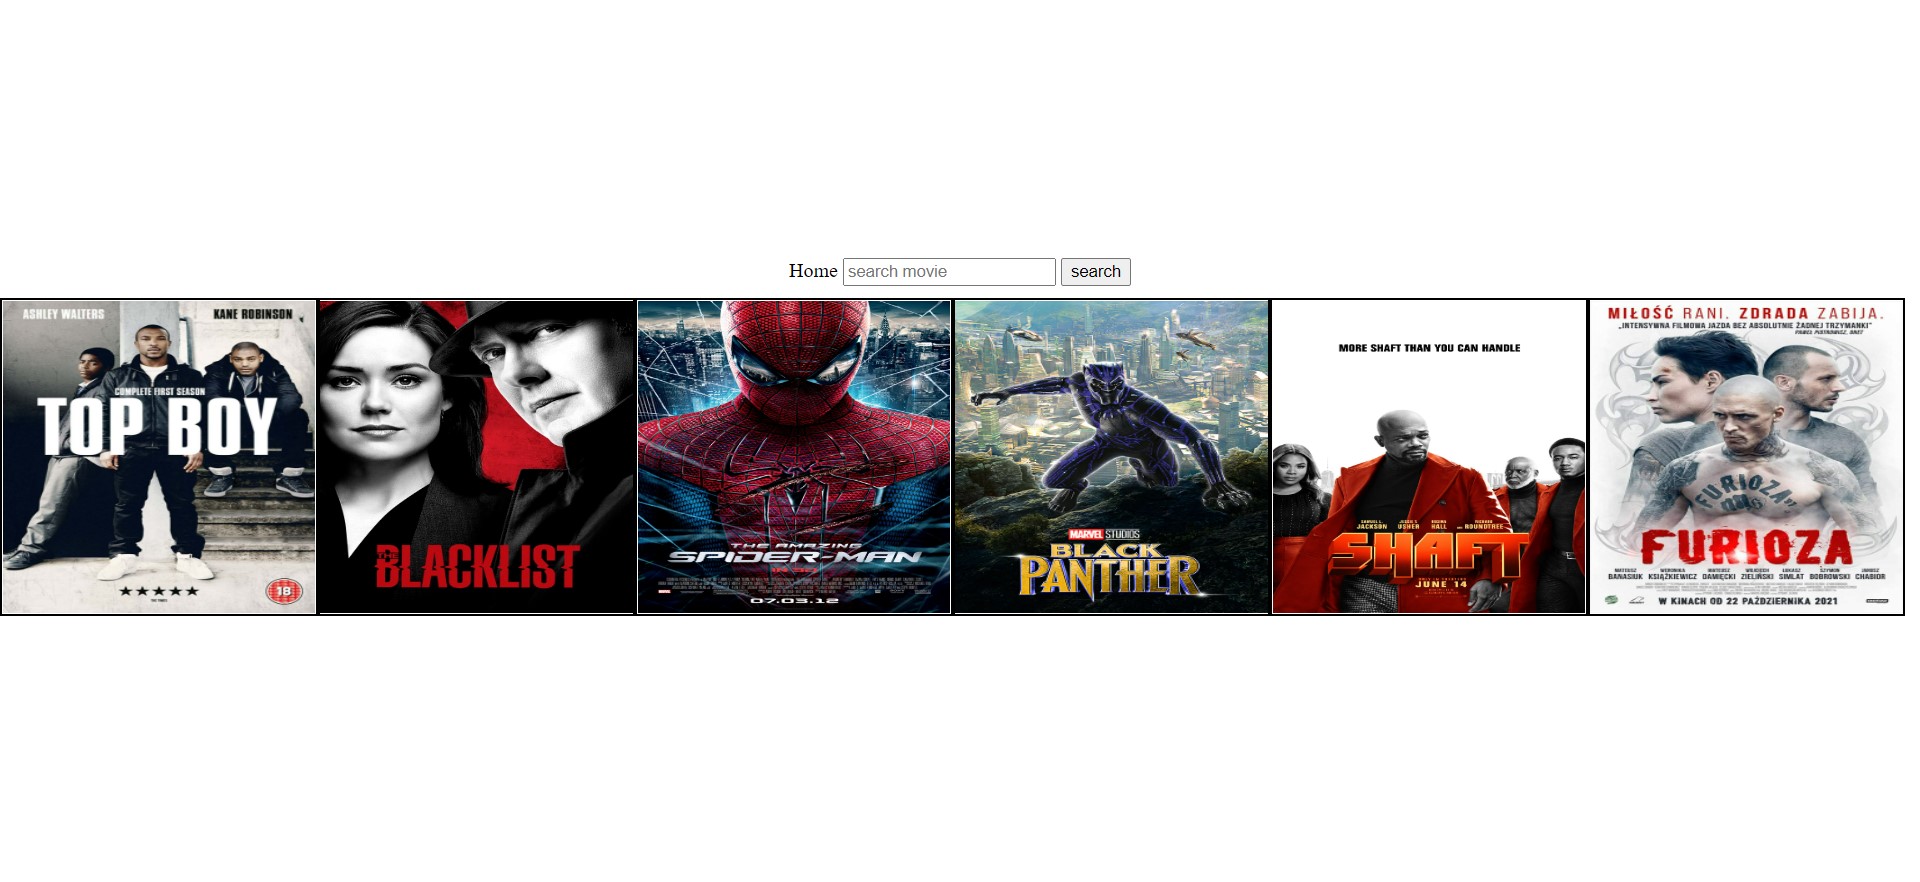 Home search movie search
ASHLEY WALTERS KANE ROBINSON
COMPLETE FIRST SEASON
TOP BOY
★★★★★
18
THE
BLACKLIST
THE AMAZING
SPIDER-MAN
IN 3D
07.03.12
MARVEL STUDIOS
BLACK
PANTHER
MORE SHAFT THAN YOU CAN HANDLE
SAMUEL L. JACKSON JESSIE T. USHER REGINA HALL AND RICHARD ROUNDTREE
SHAFT
JUNE 14
MIŁOŚĆ RANI. ZDRADA ZABIJA.
„INTENSYWNA FILMOWA JAZDA BEZ ABSOLUTNIE ŻADNEJ TRZYMANKI”
FURIOZA
FURIOZA
MATEUSZ BANASIUK WERONIKA KSIĄŻKIEWICZ MATEUSZ DAMIĘCKI WOJCIECH ZIELIŃSKI ŁUKASZ SIMLAT SZYMON BOBROWSKI JANUSZ CHABIOR
W KINACH OD 22 PAŹDZIERNIKA 2021